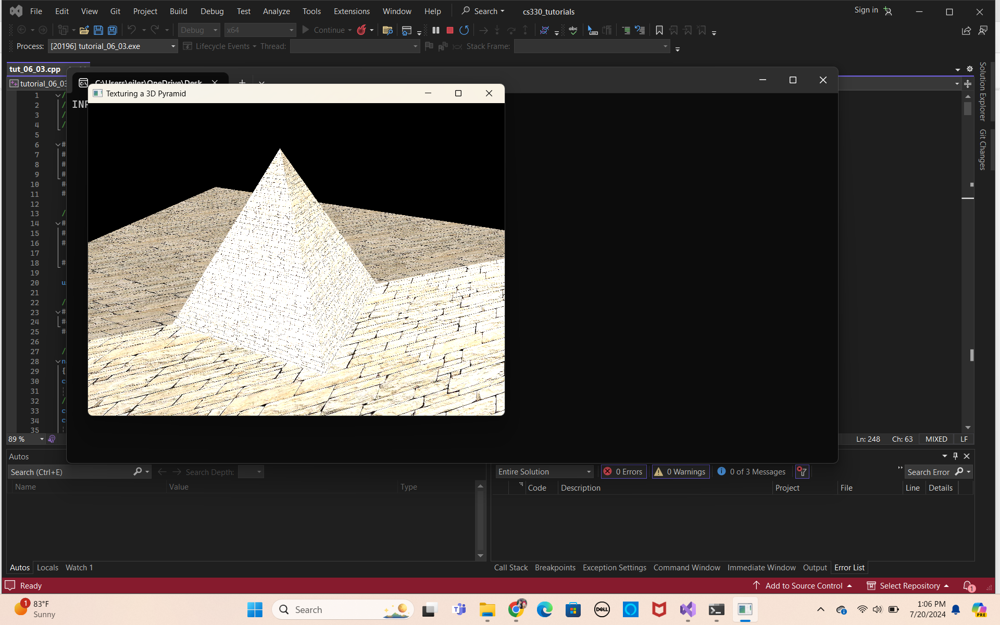 File Edit View Git Project Build Debug Test Analyze Tools Extensions Window Help Search cs330_tutorials Sign in
Debug x64 Continue
Process: [20196] tutorial_06_03.exe Lifecycle Events Thread: Stack Frame:
tut_06_03.cpp
C:\Users\eiler\OneDrive\Desk
tutorial_06_03
Texturing a 3D Pyramid
INF
Solution Explorer
Git Changes
1 /
2 /
3 /
4 /
5
6 #
7 #
8 #
9 #
10 #
11 #
12
13 /
14 #
15 #
16 #
17
18 #
19
20 u
21
22 /
23 #
24 #
25 #
26
27 /
28 n
29 {
30 c
31
32 /
33 c
34 c
35
89 % Ln: 248 Ch: 63 MIXED LF
Autos
Search (Ctrl+E) Search Depth:
Name Value Type
Entire Solution 0 Errors 0 Warnings 0 of 3 Messages Search Error
Code Description Project File Line Details
Autos Locals Watch 1
Call Stack Breakpoints Exception Settings Command Window Immediate Window Output Error List
Ready Add to Source Control Select Repository 1
1 83°F
Sunny
Search
DELL
PRE
1:06 PM
7/20/2024